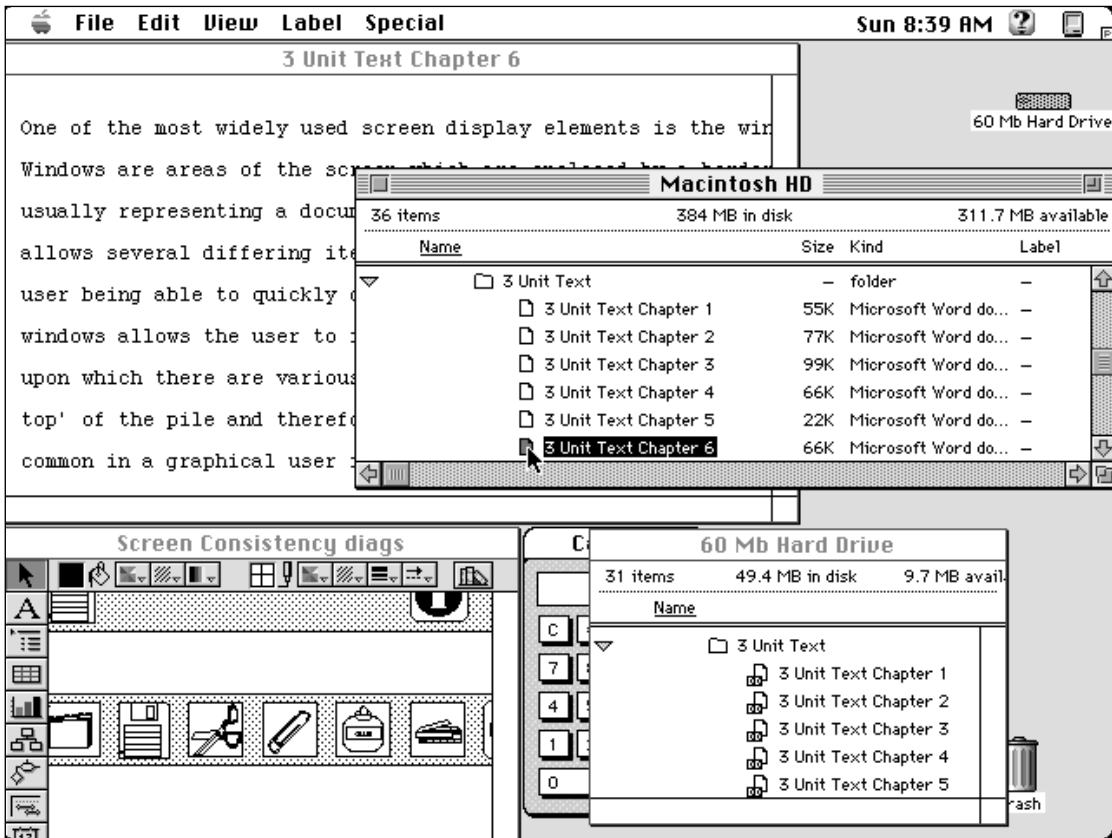 File Edit View Label Special Sun 8:39 AM
3 Unit Text Chapter 6
One of the most widely used screen display elements is the
Windows are areas of the
usually representing a
allows several differing
user being able to quickly
windows allows the user to
upon which there are various
top' of the pile and
common in a graphical user
60 Mb Hard Drive
Macintosh HD
36 items 384 MB in disk 311.7 MB available
Name Size Kind Label
3 Unit Text – folder –
3 Unit Text Chapter 1 55K Microsoft Word do... –
3 Unit Text Chapter 2 77K Microsoft Word do... –
3 Unit Text Chapter 3 99K Microsoft Word do... –
3 Unit Text Chapter 4 66K Microsoft Word do... –
3 Unit Text Chapter 5 22K Microsoft Word do... –
3 Unit Text Chapter 6 66K Microsoft Word do... –
Screen Consistency diags
A
GLUE
C
7
4
1
0
60 Mb Hard Drive
31 items 49.4 MB in disk 9.7 MB avail
Name
3 Unit Text
3 Unit Text Chapter 1
3 Unit Text Chapter 2
3 Unit Text Chapter 3
3 Unit Text Chapter 4
3 Unit Text Chapter 5
rash